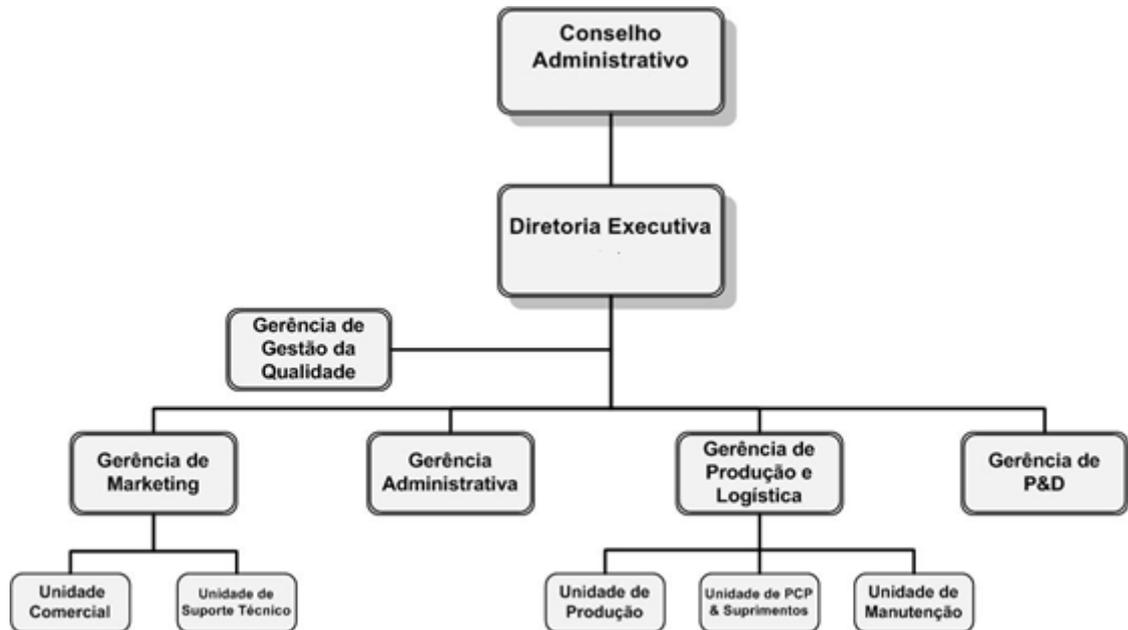 Conselho
Administrativo
Diretoria Executiva
Gerência de
Gestão da
Qualidade
Gerência de
Marketing
Gerência
Administrativa
Gerência de
Produção e
Logística
Gerência de
P&D
Unidade
Comercial
Unidade de
Suporte Técnico
Unidade de
Produção
Unidade de PCP
& Suprimentos
Unidade de
Manutenção